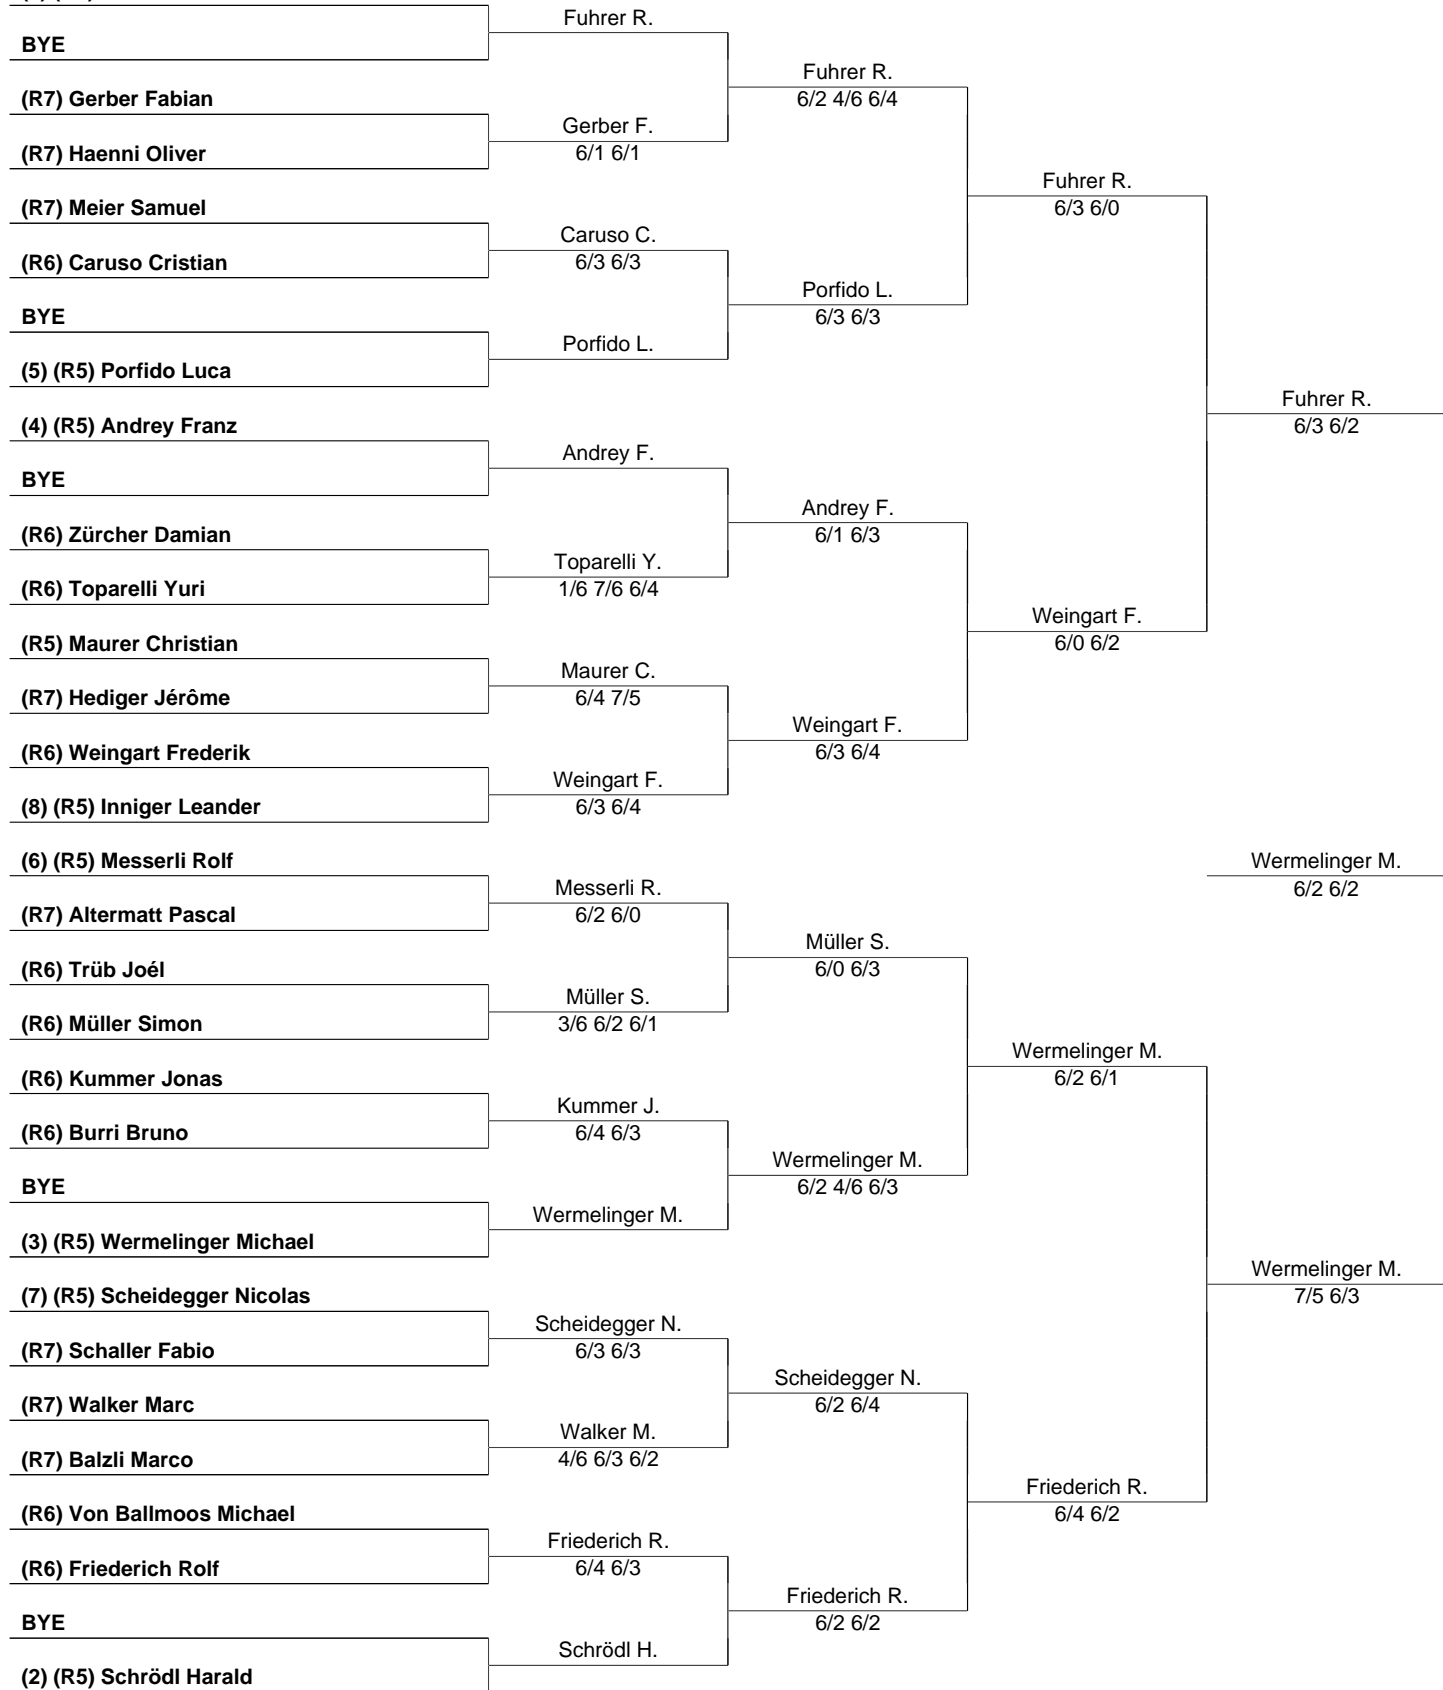 BYE
(R7) Gerber Fabian
(R7) Haenni Oliver
(R7) Meier Samuel
(R6) Caruso Cristian
BYE
(5) (R5) Porfido Luca
(4) (R5) Andrey Franz
BYE
(R6) Zürcher Damian
(R6) Toparelli Yuri
(R5) Maurer Christian
(R7) Hediger Jérôme
(R6) Weingart Frederik
(8) (R5) Inniger Leander
(6) (R5) Messerli Rolf
(R7) Altermatt Pascal
(R6) Trüb Joél
(R6) Müller Simon
(R6) Kummer Jonas
(R6) Burri Bruno
BYE
(3) (R5) Wermelinger Michael
(7) (R5) Scheidegger Nicolas
(R7) Schaller Fabio
(R7) Walker Marc
(R7) Balzli Marco
(R6) Von Ballmoos Michael
(R6) Friederich Rolf
BYE
(2) (R5) Schrödl Harald
Fuhrer R.
Gerber F.
6/1 6/1
Caruso C.
6/3 6/3
Porfido L.
Andrey F.
Toparelli Y.
1/6 7/6 6/4
Maurer C.
6/4 7/5
Weingart F.
6/3 6/4
Messerli R.
6/2 6/0
Müller S.
3/6 6/2 6/1
Kummer J.
6/4 6/3
Wermelinger M.
Scheidegger N.
6/3 6/3
Walker M.
4/6 6/3 6/2
Friederich R.
6/4 6/3
Schrödl H.
Fuhrer R.
6/2 4/6 6/4
Porfido L.
6/3 6/3
Andrey F.
6/1 6/3
Weingart F.
6/3 6/4
Müller S.
6/0 6/3
Wermelinger M.
6/2 4/6 6/3
Scheidegger N.
6/2 6/4
Friederich R.
6/2 6/2
Fuhrer R.
6/3 6/0
Weingart F.
6/0 6/2
Wermelinger M.
6/2 6/1
Friederich R.
6/4 6/2
Fuhrer R.
6/3 6/2
Wermelinger M.
6/2 6/2
Wermelinger M.
7/5 6/3